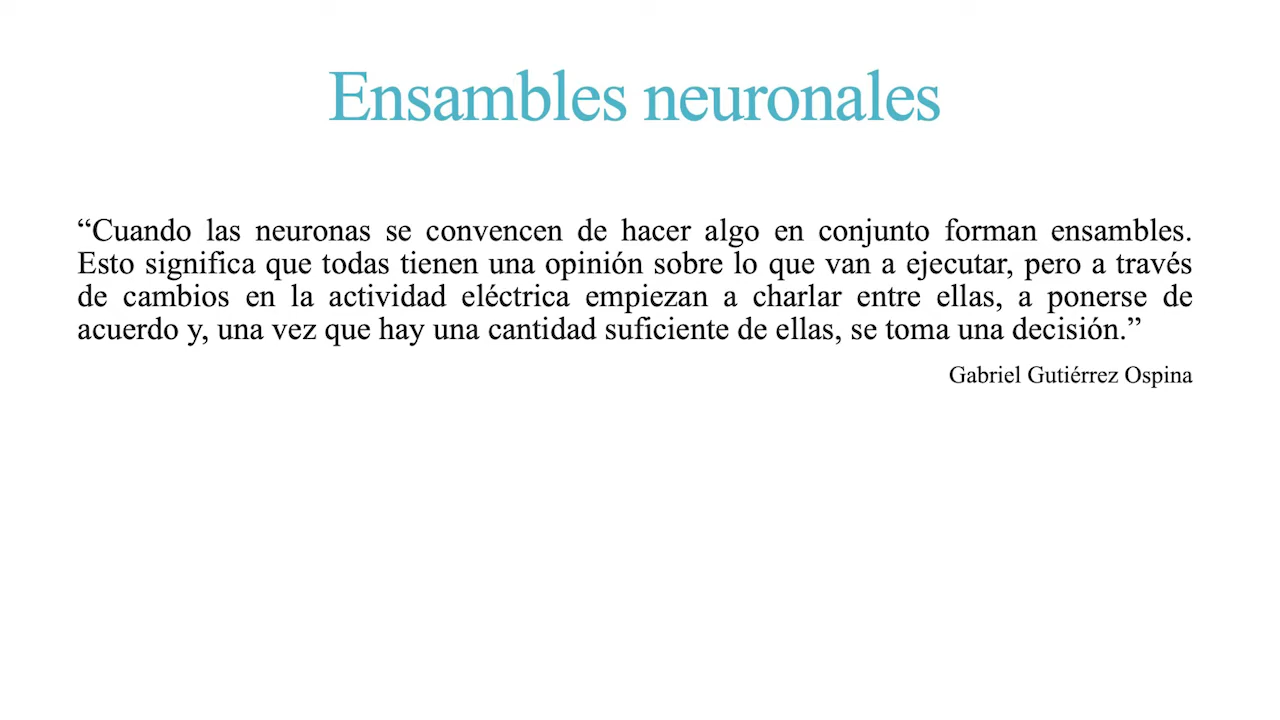 Ensambles neuronales
“Cuando las neuronas se convencen de hacer algo en conjunto forman ensambles.
Esto significa que todas tienen una opinión sobre lo que van a ejecutar, pero a través
de cambios en la actividad eléctrica empiezan a charlar entre ellas, a ponerse de
acuerdo y, una vez que hay una cantidad suficiente de ellas, se toma una decisión.”
Gabriel Gutiérrez Ospina